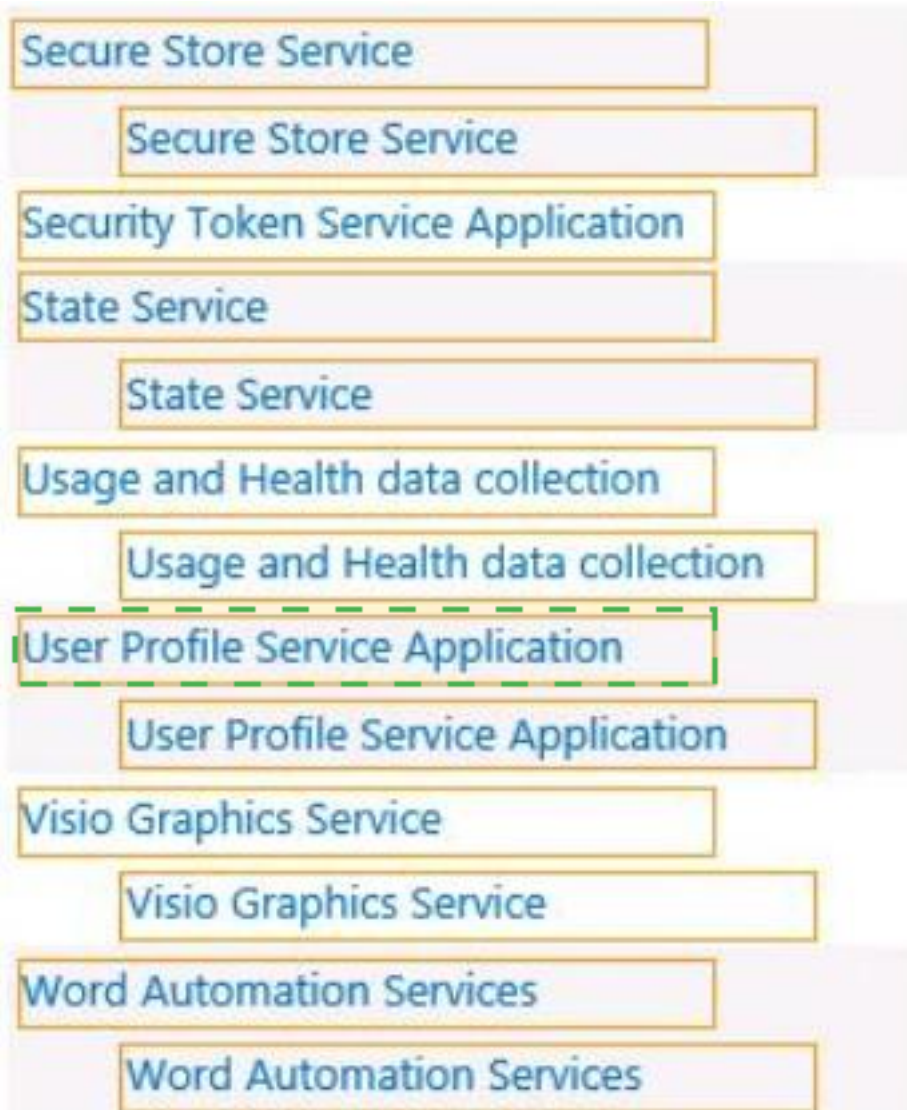 Secure Store Service
Secure Store Service
Security Token Service Application
State Service
State Service
Usage and Health data collection
Usage and Health data collection
User Profile Service Application
User Profile Service Application
Visio Graphics Service
Visio Graphics Service
Word Automation Services
Word Automation Services